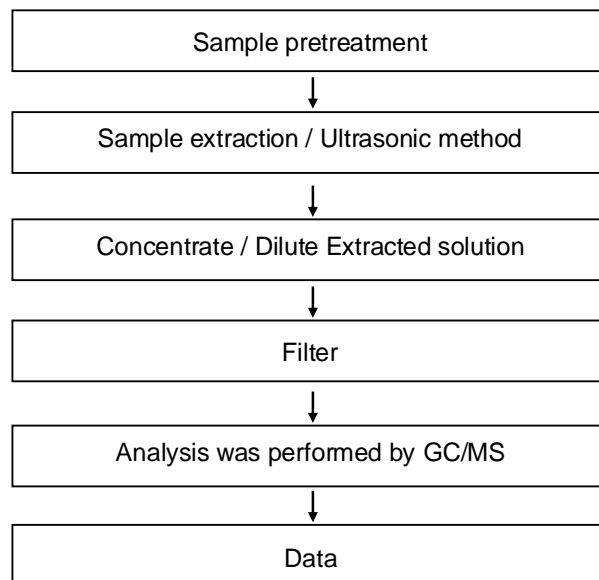 Sample pretreatment
Sample extraction / Ultrasonic method
Concentrate / Dilute Extracted solution
Filter
Analysis was performed by GC/MS
Data